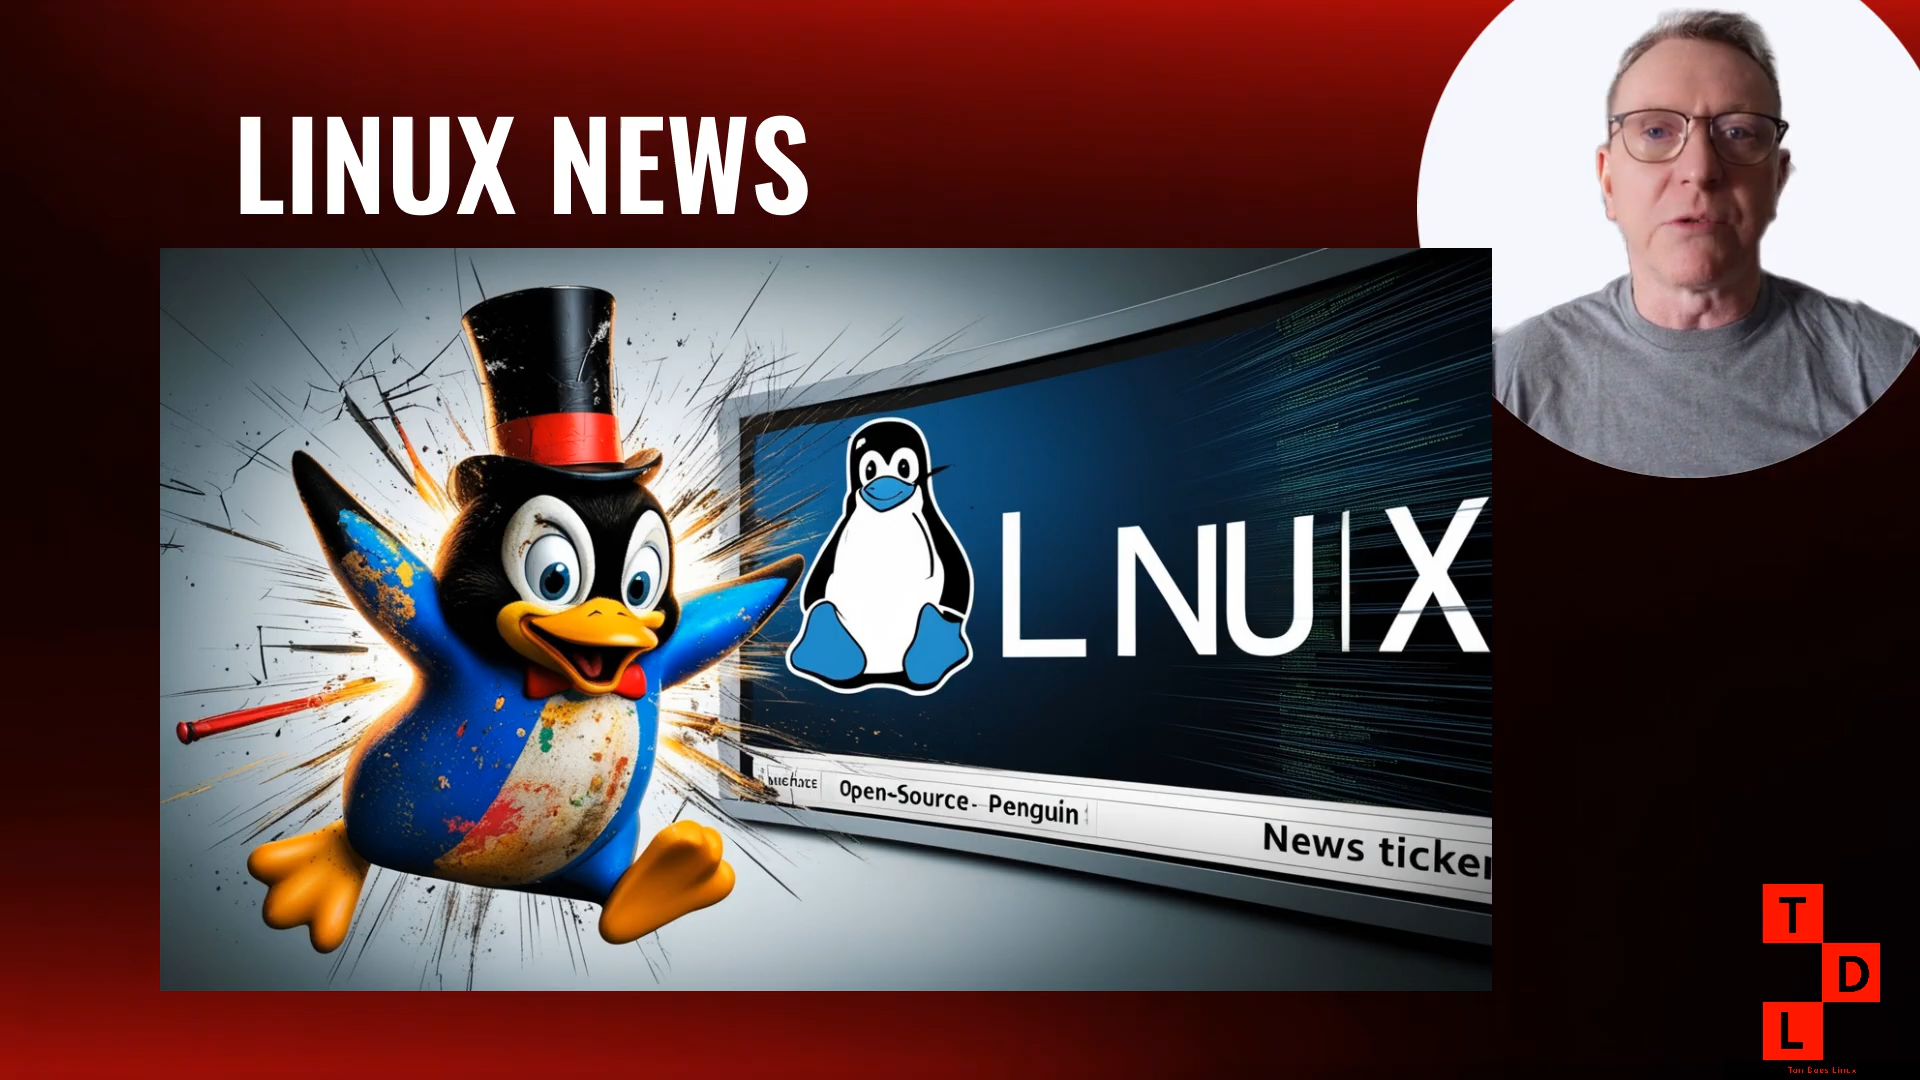 LINUX NEWS
L NU|X
Open-Source- Penguin
News ticker
T
D
L